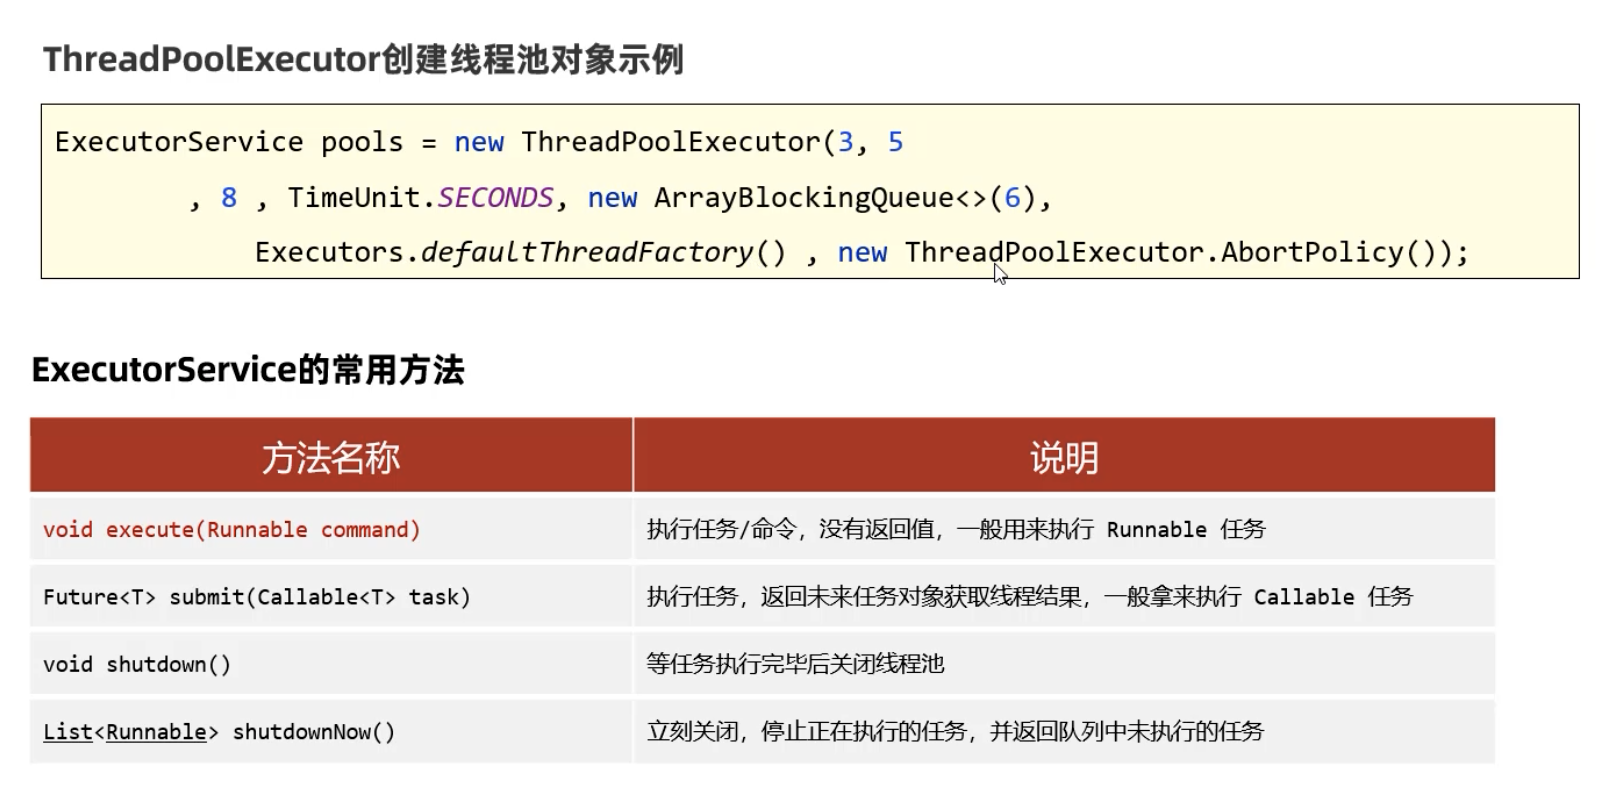 ThreadPoolExecutor创建线程池对象示例
ExecutorService pools = new ThreadPoolExecutor(3, 5
, 8 , TimeUnit.SECONDS, new ArrayBlockingQueue<>(6),
Executors.defaultThreadFactory() , new ThreadPoolExecutor.AbortPolicy());
ExecutorService的常用方法
方法名称 说明
void execute(Runnable command) 执行任务/命令，没有返回值，一般用来执行 Runnable 任务
Future<T> submit(Callable<T> task) 执行任务，返回未来任务对象获取线程结果，一般拿来执行 Callable 任务
void shutdown() 等任务执行完毕后关闭线程池
List<Runnable> shutdownNow() 立刻关闭，停止正在执行的任务，并返回队列中未执行的任务